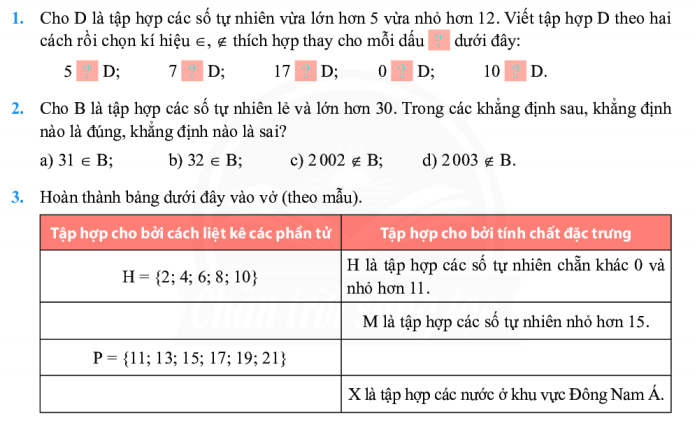 1. Cho D là tập hợp các số tự nhiên vừa lớn hơn 5 vừa nhỏ hơn 12. Viết tập hợp D theo hai
cách rồi chọn kí hiệu ∈, ∉ thích hợp thay cho mỗi dấu ? dưới đây:
5 ? D; 7 ? D; 17 ? D; 0 ? D; 10 ? D.
2. Cho B là tập hợp các số tự nhiên lẻ và lớn hơn 30. Trong các khẳng định sau, khẳng định
nào là đúng, khẳng định nào là sai?
a) 31 ∈ B; b) 32 ∈ B; c) 2 002 ∉ B; d) 2 003 ∉ B.
3. Hoàn thành bảng dưới đây vào vở (theo mẫu).
Tập hợp cho bởi cách liệt kê các phần tử Tập hợp cho bởi tính chất đặc trưng
H = {2; 4; 6; 8; 10} H là tập hợp các số tự nhiên chẵn khác 0 và
nhỏ hơn 11.
M là tập hợp các số tự nhiên nhỏ hơn 15.
P = {11; 13; 15; 17; 19; 21}
X là tập hợp các nước ở khu vực Đông Nam Á.